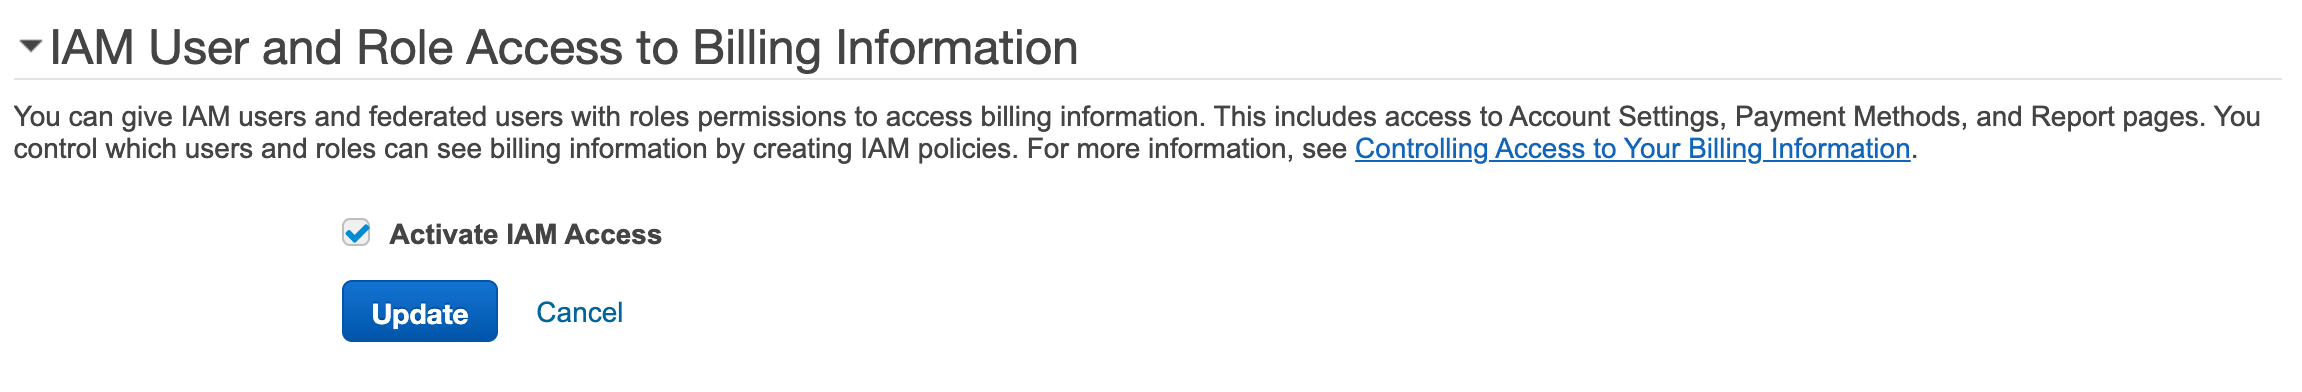 IAM User and Role Access to Billing Information
You can give IAM users and federated users with roles permissions to access billing information. This includes access to Account Settings, Payment Methods, and Report pages. You
control which users and roles can see billing information by creating IAM policies. For more information, see Controlling Access to Your Billing Information.
Activate IAM Access
Update Cancel